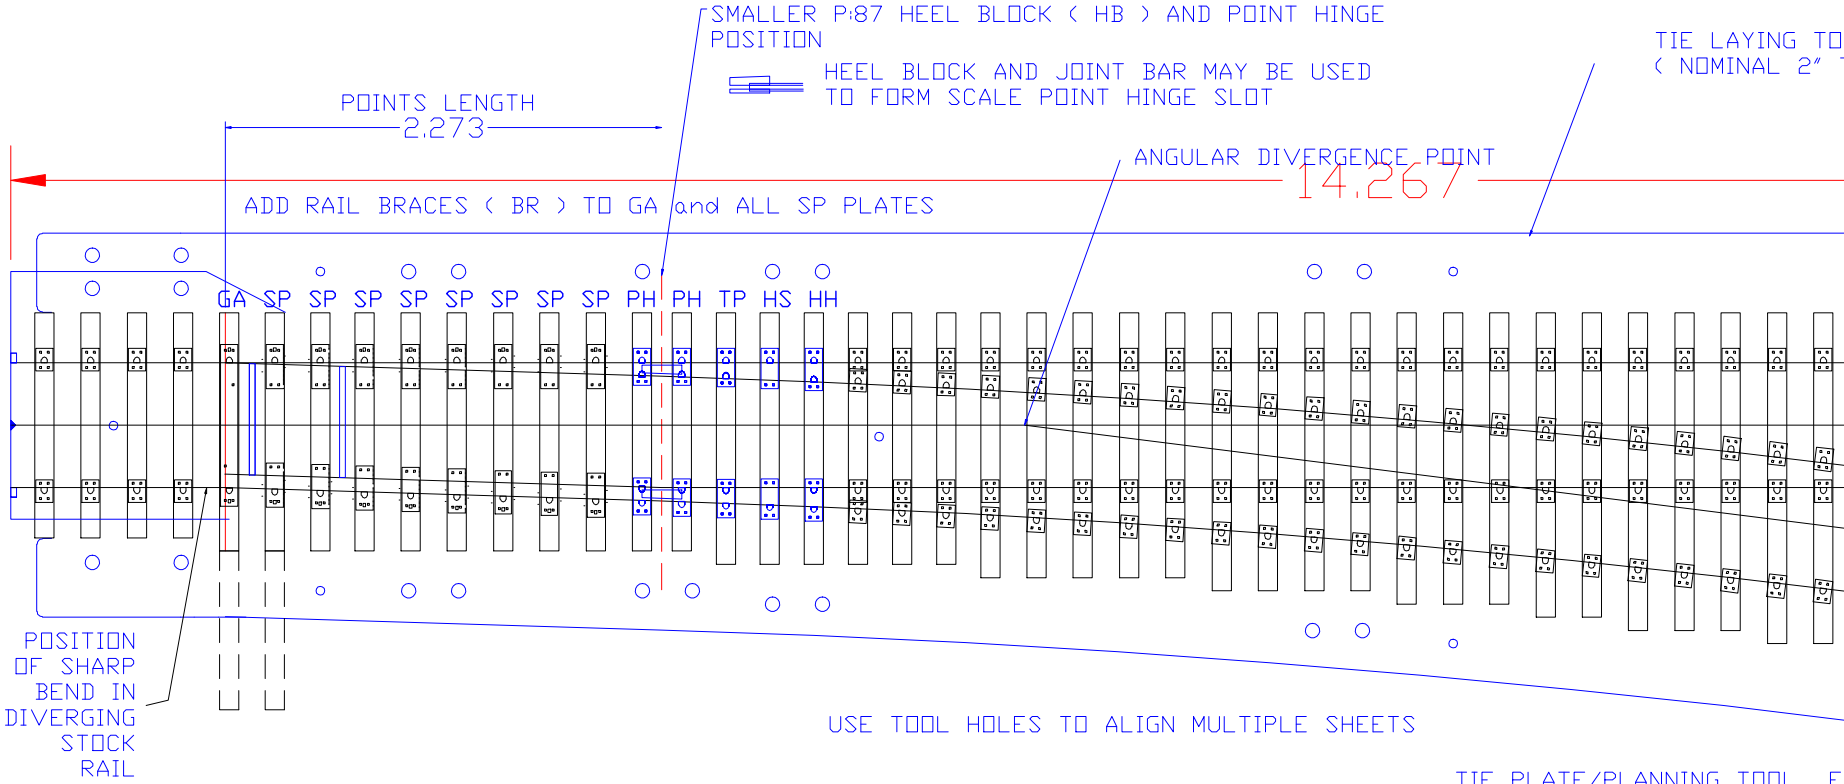 SMALLER P:87 HEEL BLOCK ( HB ) AND POINT HINGE
POSITION
TIE LAYING TO
( NOMINAL 2"
HEEL BLOCK AND JOINT BAR MAY BE USED
TO FORM SCALE POINT HINGE SLOT
POINTS LENGTH
2.273
ANGULAR DIVERGENCE POINT
14.267
ADD RAIL BRACES ( BR ) TO GA and ALL SP PLATES
GA SP SP SP SP SP SP SP SP PH PH TP HS HH
POSITION
OF SHARP
BEND IN
DIVERGING
STOCK
RAIL
USE TOOL HOLES TO ALIGN MULTIPLE SHEETS
TIE PLATE/PLANNING TOOL